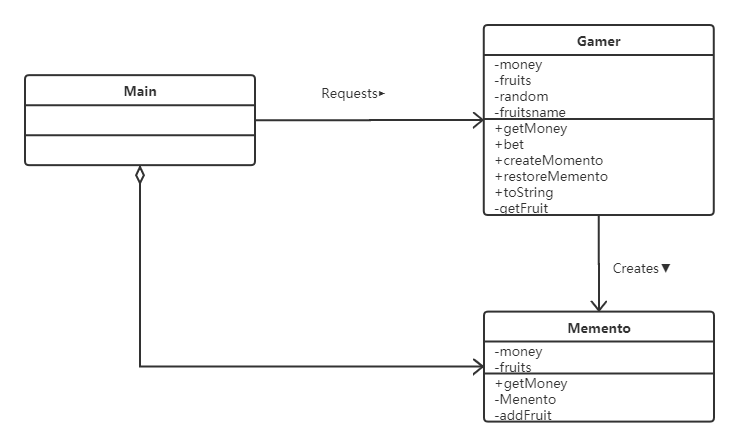 Main
Requests►
Gamer
-money
-fruits
-random
-fruitsname
+getMoney
+bet
+createMomento
+restoreMemento
+toString
-getFruit
Creates▼
Memento
-money
-fruits
+getMoney
-Menento
-addFruit